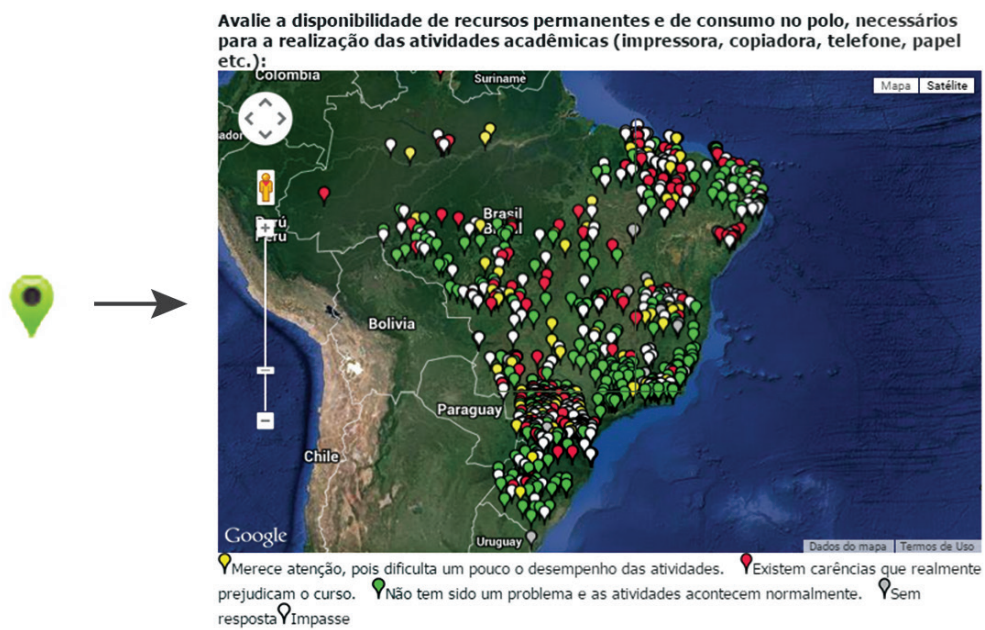 Avalie a disponibilidade de recursos permanentes e de consumo no polo, necessários
para a realização das atividades acadêmicas (impressora, copiadora, telefone, papel
etc.):
Colombia
Suriname
Mapa
Satélite
ador
Brasil
Perú
Peru
Bolivia
Paraguay
Chile
Uruguay
Google
Dados do mapa
Termos de Uso
Merece atenção, pois dificulta um pouco o desempenho das atividades. Existem carências que realmente
prejudicam o curso. Não tem sido um problema e as atividades acontecem normalmente. Sem
resposta Impasse